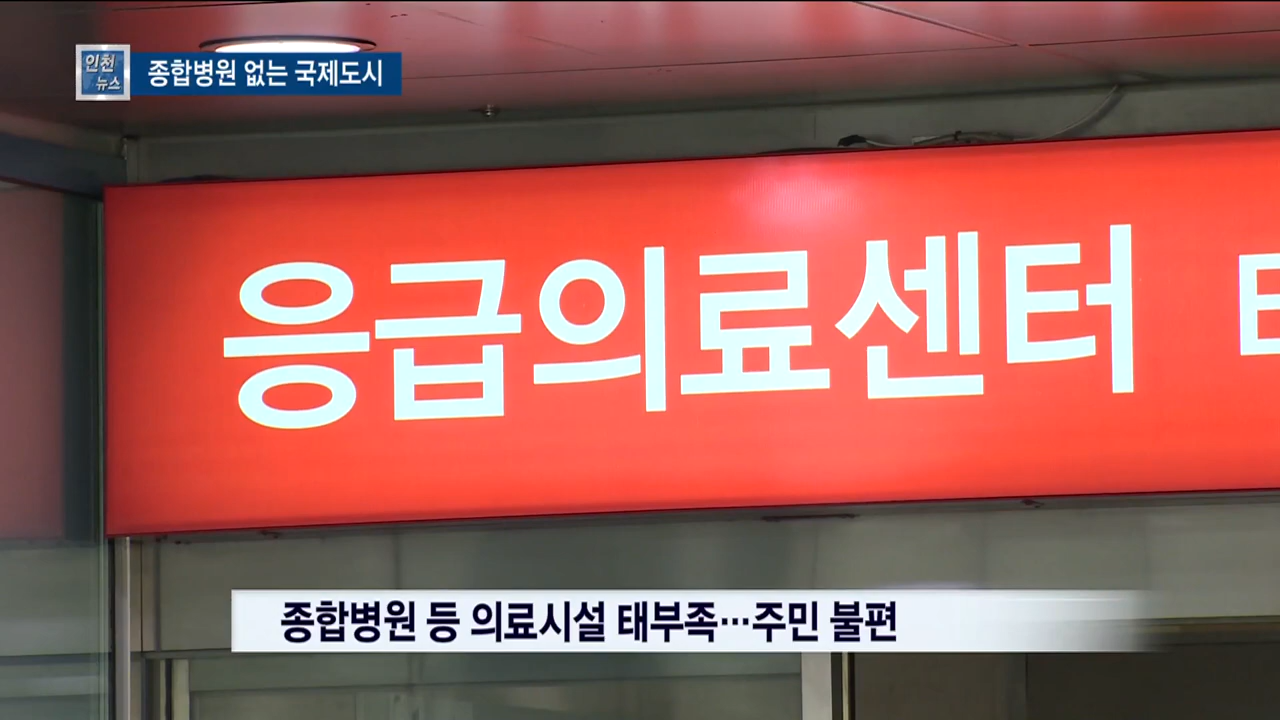 인천
뉴스
종합병원 없는 국제도시
응급의료센터
종합병원 등 의료시설 태부족…주민 불편